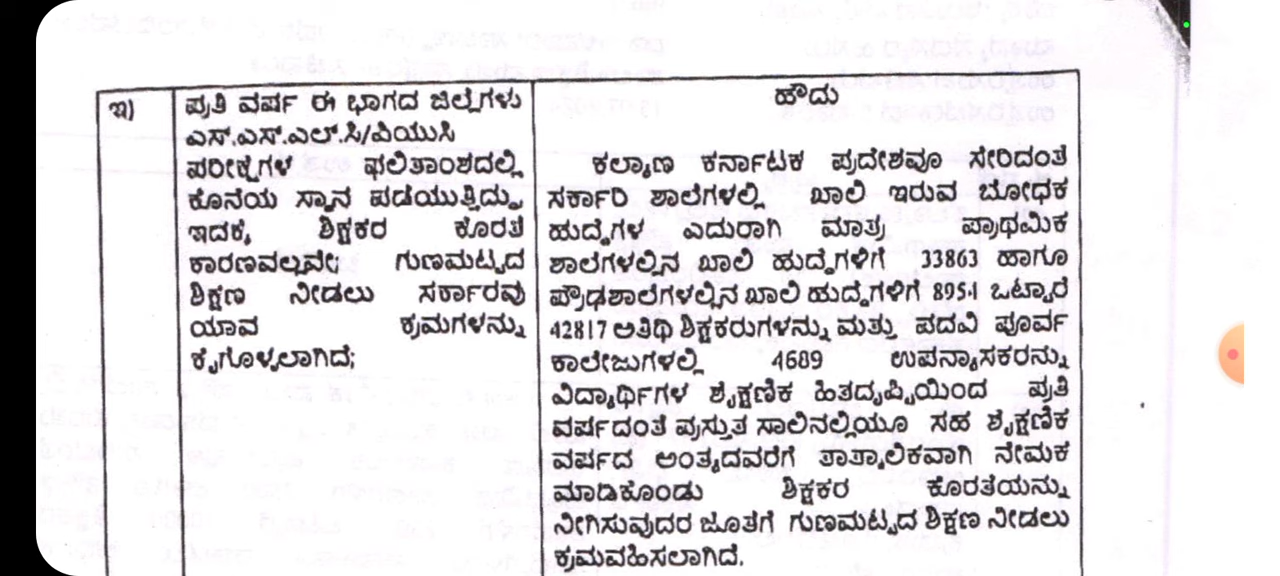 ಇ)
ಪ್ರತಿ ವರ್ಷ ಈ ಭಾಗದ ಜಿಲ್ಲೆಗಳು
ಎಸ್.ಎಸ್.ಎಲ್.ಸಿ/ಪಿಯುಸಿ
ಪರೀಕ್ಷೆಗಳ ಫಲಿತಾಂಶದಲ್ಲಿ
ಕೊನೆಯ ಸ್ಥಾನ ಪಡೆಯುತ್ತಿದ್ದು,
ಇದಕ್ಕೆ ಶಿಕ್ಷಕರ ಕೊರತೆ
ಕಾರಣವಲ್ಲವೇ; ಗುಣಮಟ್ಟದ
ಶಿಕ್ಷಣ ನೀಡಲು ಸರ್ಕಾರವು
ಯಾವ ಕ್ರಮಗಳನ್ನು
ಕೈಗೊಳ್ಳಲಾಗಿದೆ;
ಹೌದು
ಕಲ್ಯಾಣ ಕರ್ನಾಟಕ ಪ್ರದೇಶವೂ ಸೇರಿದಂತೆ
ಸರ್ಕಾರಿ ಶಾಲೆಗಳಲ್ಲಿ ಖಾಲಿ ಇರುವ ಬೋಧಕ
ಹುದ್ದೆಗಳ ಎದುರಾಗಿ ಮಾತ್ರ ಪ್ರಾಥಮಿಕ
ಶಾಲೆಗಳಲ್ಲಿನ ಖಾಲಿ ಹುದ್ದೆಗಳಿಗೆ 33863 ಹಾಗೂ
ಪ್ರೌಢಶಾಲೆಗಳಲ್ಲಿನ ಖಾಲಿ ಹುದ್ದೆಗಳಿಗೆ 8954 ಒಟ್ಟಾರೆ
42817 ಅತಿಥಿ ಶಿಕ್ಷಕರುಗಳನ್ನು ಮತ್ತು ಪದವಿ ಪೂರ್ವ
ಕಾಲೇಜುಗಳಲ್ಲಿ 4689 ಉಪನ್ಯಾಸಕರನ್ನು
ವಿದ್ಯಾರ್ಥಿಗಳ ಶೈಕ್ಷಣಿಕ ಹಿತದೃಷ್ಟಿಯಿಂದ ಪ್ರತಿ
ವರ್ಷದಂತೆ ಪ್ರಸ್ತುತ ಸಾಲಿನಲ್ಲಿಯೂ ಸಹ ಶೈಕ್ಷಣಿಕ
ವರ್ಷದ ಅಂತ್ಯದವರೆಗೆ ತಾತ್ಕಾಲಿಕವಾಗಿ ನೇಮಕ
ಮಾಡಿಕೊಂಡು ಶಿಕ್ಷಕರ ಕೊರತೆಯನ್ನು
ನೀಗಿಸುವುದರ ಜೊತೆಗೆ ಗುಣಮಟ್ಟದ ಶಿಕ್ಷಣ ನೀಡಲು
ಕ್ರಮವಹಿಸಲಾಗಿದೆ.